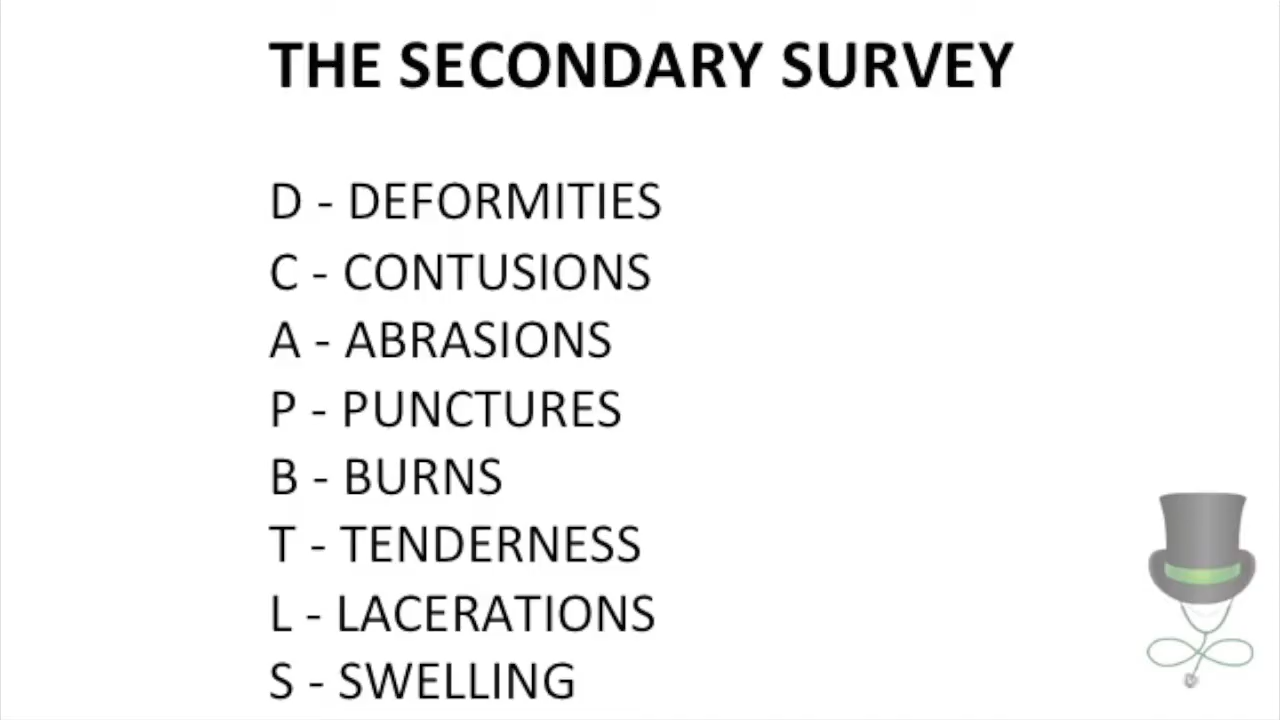 THE SECONDARY SURVEY
D - DEFORMITIES
C - CONTUSIONS
A - ABRASIONS
P - PUNCTURES
B - BURNS
T - TENDERNESS
L - LACERATIONS
S - SWELLING